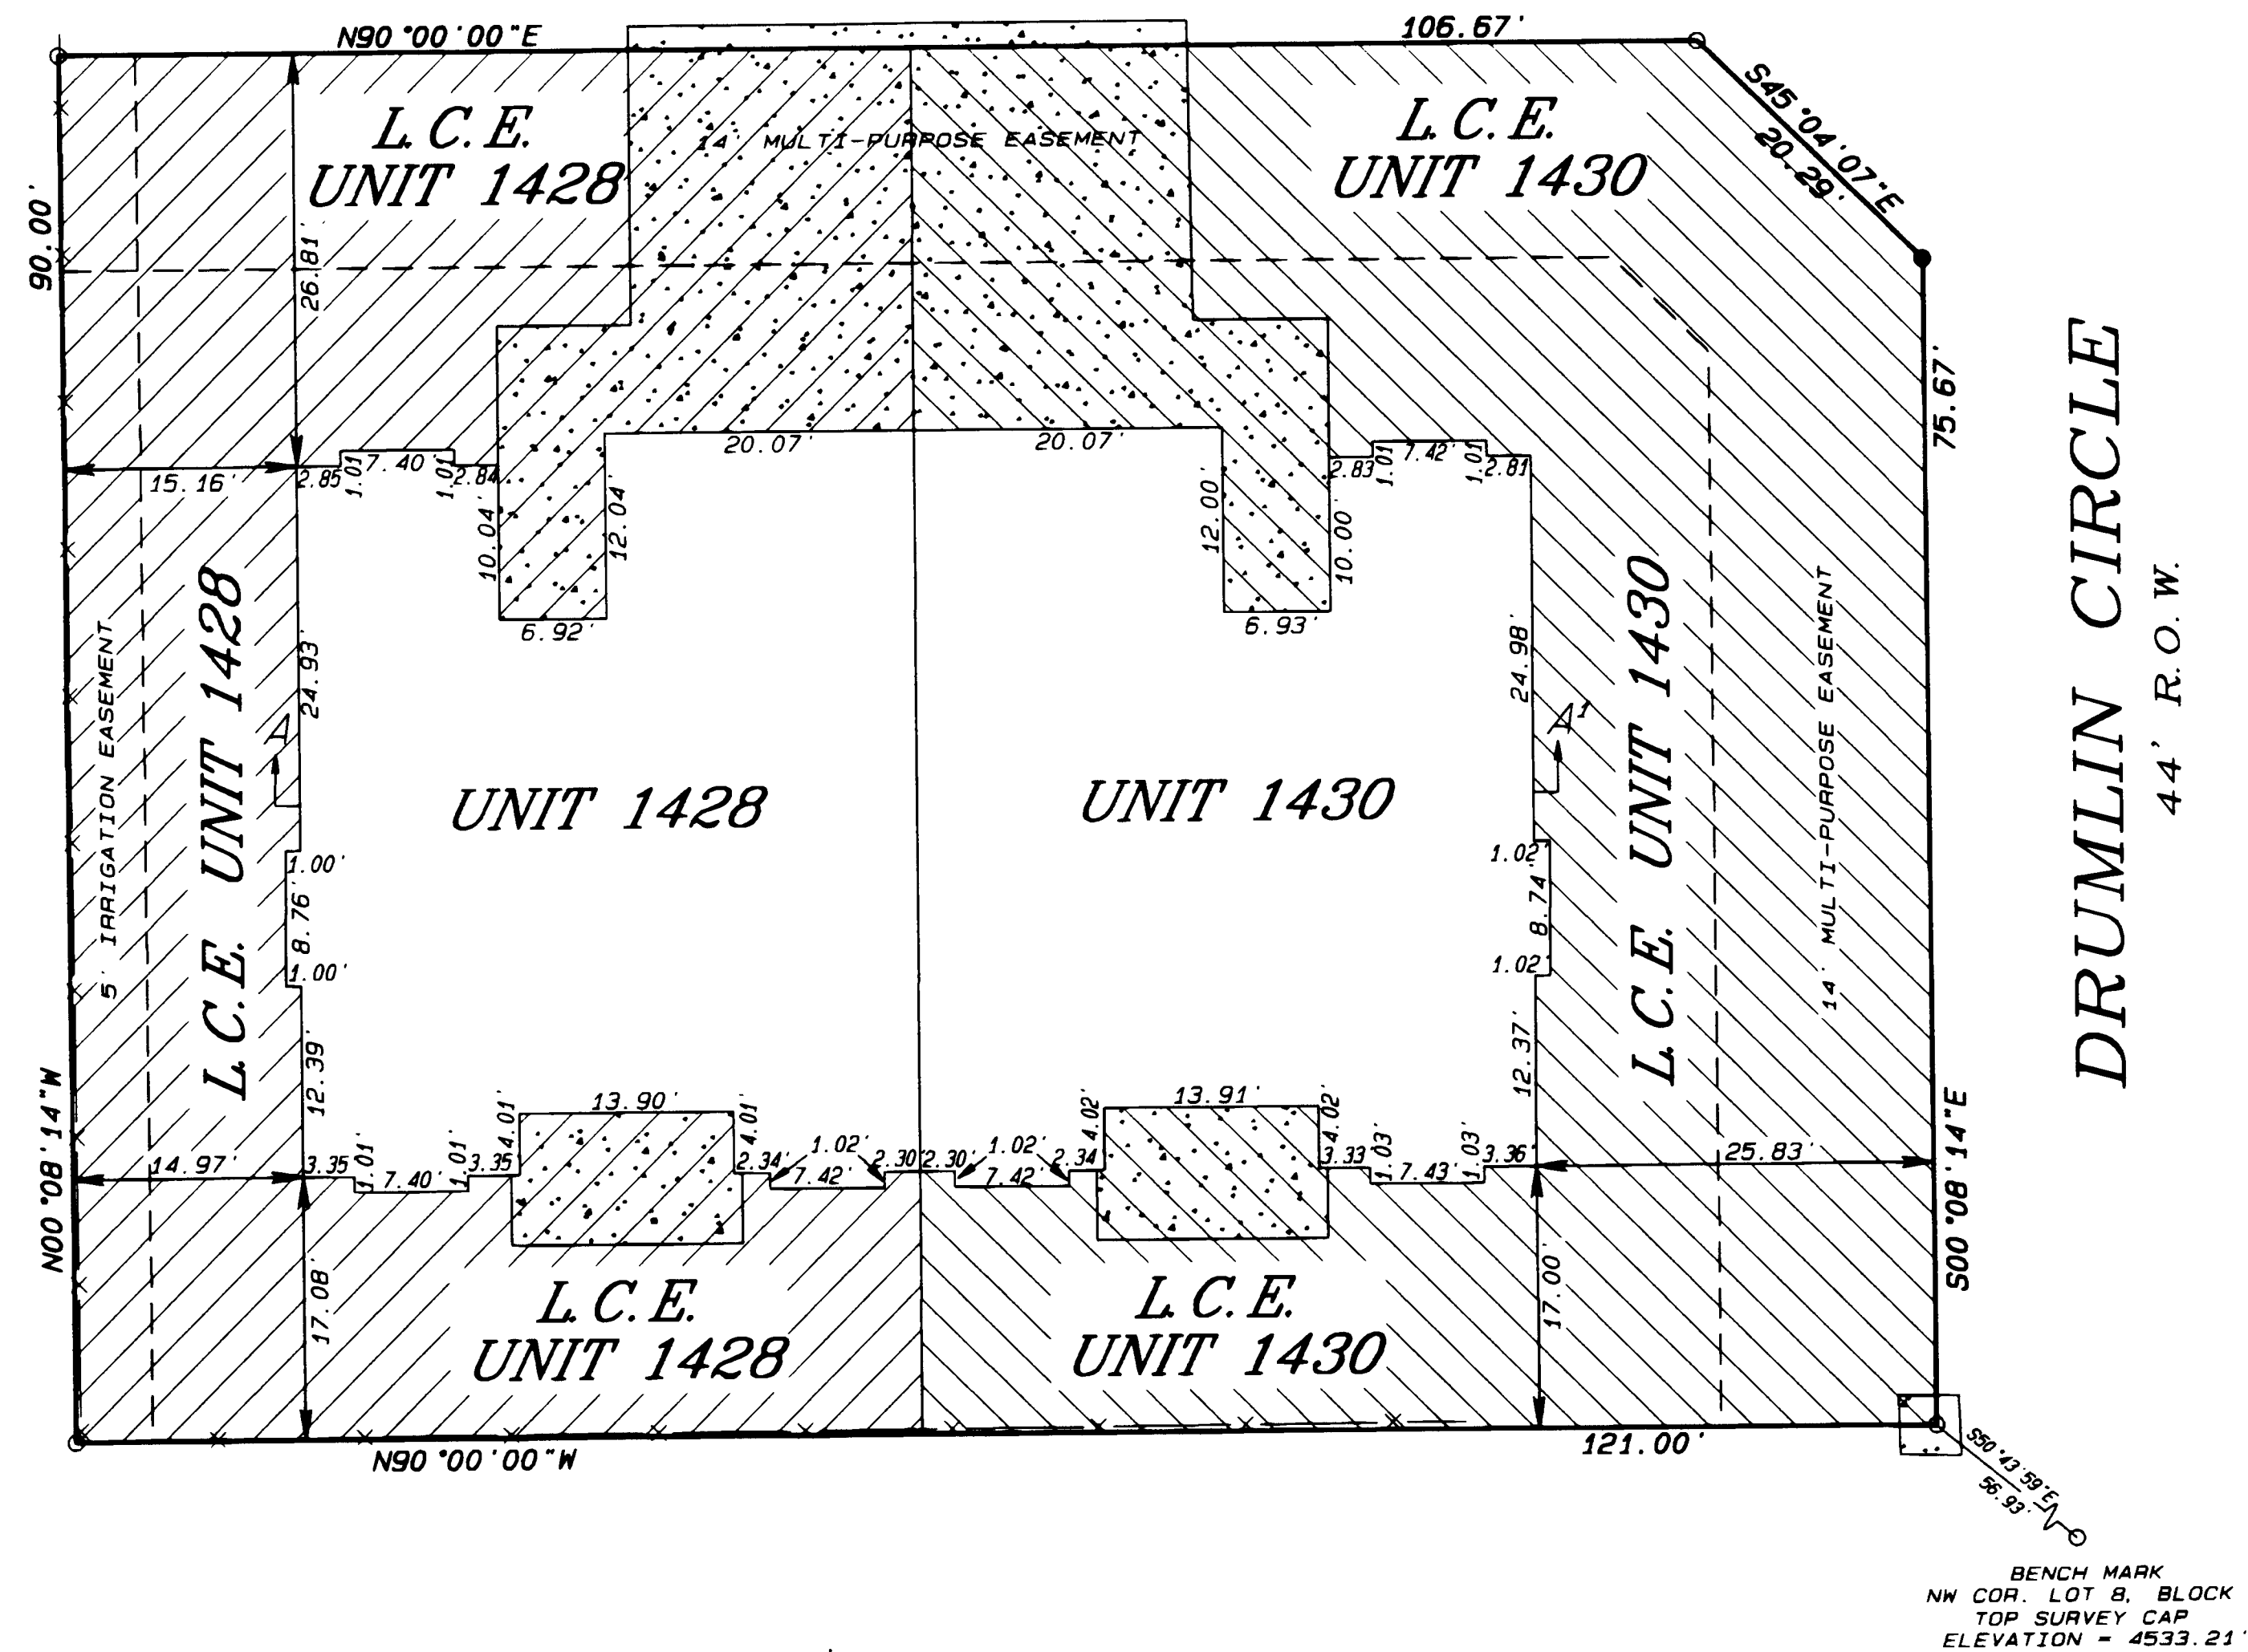 N90°00'00"E
106.67'
S45°04'07"E
20.29'
L.C.E.
UNIT 1428
14' MULTI-PURPOSE EASEMENT
L.C.E.
UNIT 1430
90.00'
26.81'
75.67'
15.16'
2.85
1.01
7.40'
1.01
2.84
20.07'
20.07'
2.83
1.01
7.42'
1.01
2.81
10.04'
12.04'
12.00'
10.00'
6.92'
6.93'
24.93'
24.98'
5' IRRIGATION EASEMENT
L.C.E. UNIT 1428
A
A1
L.C.E. UNIT 1430
14' MULTI-PURPOSE EASEMENT
DRUMLIN CIRCLE
44' R.O.W.
UNIT 1428
UNIT 1430
1.00'
8.76'
1.00'
1.02'
8.74'
1.02'
12.39'
12.37'
N00°08'14"W
S00°08'14"E
14.97'
3.35
1.01'
7.40'
1.01'
3.35
4.01'
13.90'
4.01'
2.34'
1.02'
7.42'
2.30
2.30'
1.02'
7.42'
2.34
4.02'
13.91'
4.02'
3.33
1.03'
7.43'
1.03'
3.36'
25.83'
17.08'
17.00'
L.C.E.
UNIT 1428
L.C.E.
UNIT 1430
N90°00'00"W
121.00'
S50°43'59"E
56.93'
BENCH MARK
NW COR. LOT 8, BLOCK
TOP SURVEY CAP
ELEVATION = 4533.21'